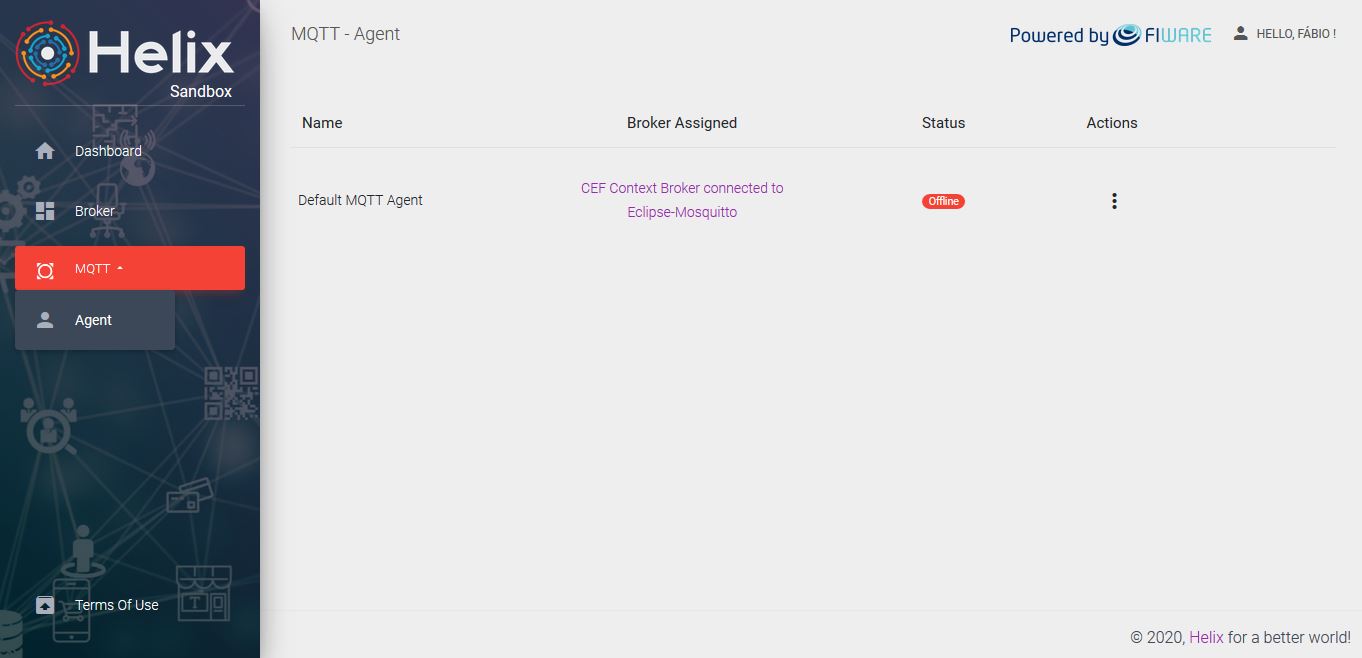 Helix
Sandbox
Dashboard
Broker
MQTT
Agent
Terms Of Use
MQTT - Agent
Powered by FIWARE
HELLO, FÁBIO !
Name Broker Assigned Status Actions
Default MQTT Agent
CEF Context Broker connected to
Eclipse-Mosquitto
Offline
T
© 2020, Helix for a better world!